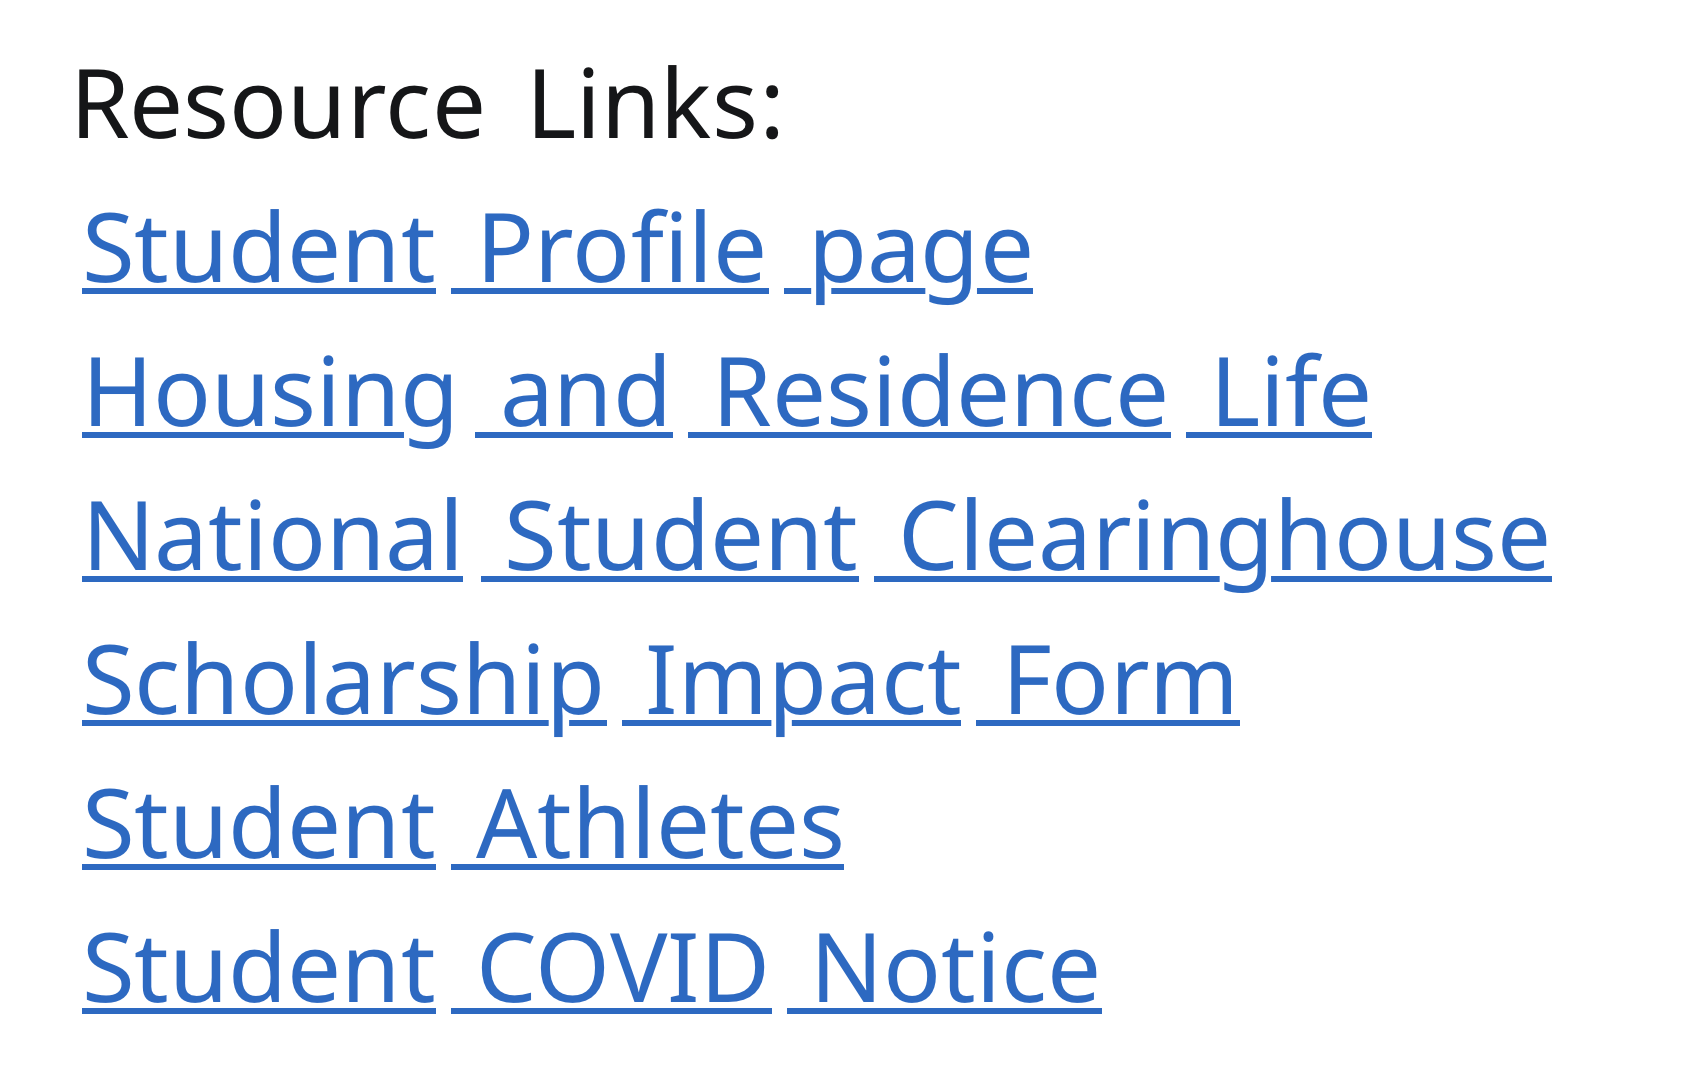 Resource Links:
Student Profile page
Housing and Residence Life
National Student Clearinghouse
Scholarship Impact Form
Student Athletes
Student COVID Notice